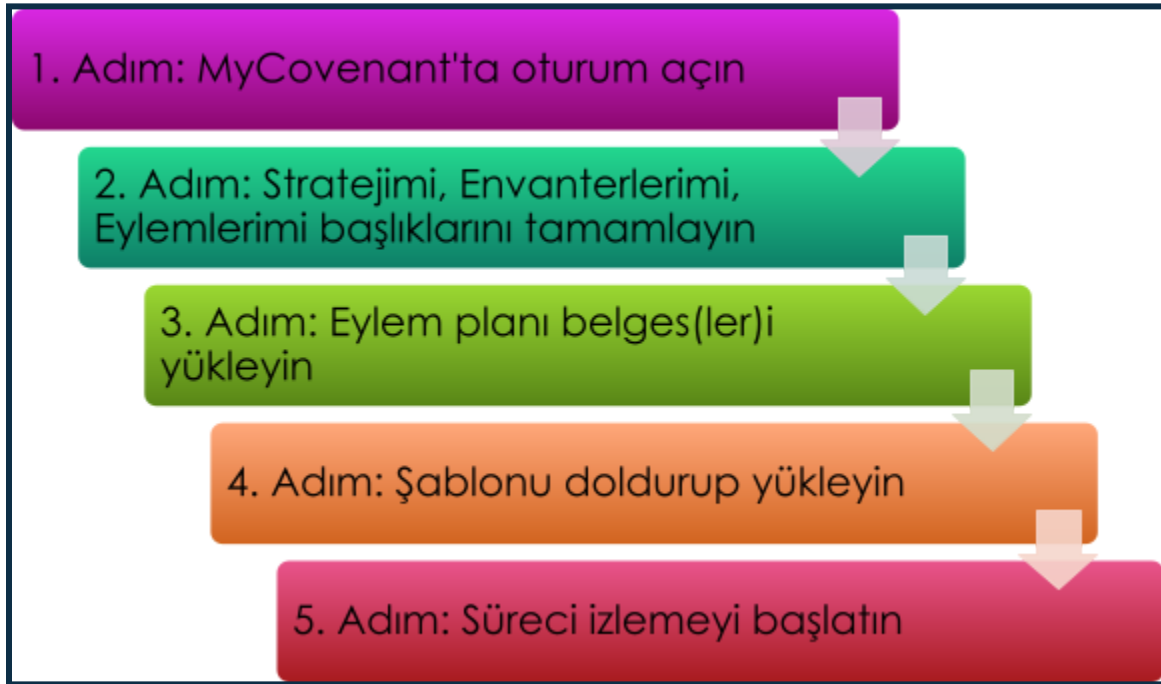 1. Adım: MyCovenant'ta oturum açın
2. Adım: Stratejimi, Envanterlerimi,
Eylemlerimi başlıklarını tamamlayın
3. Adım: Eylem planı belges(ler)i
yükleyin
4. Adım: Şablonu doldurup yükleyin
5. Adım: Süreci izlemeyi başlatın